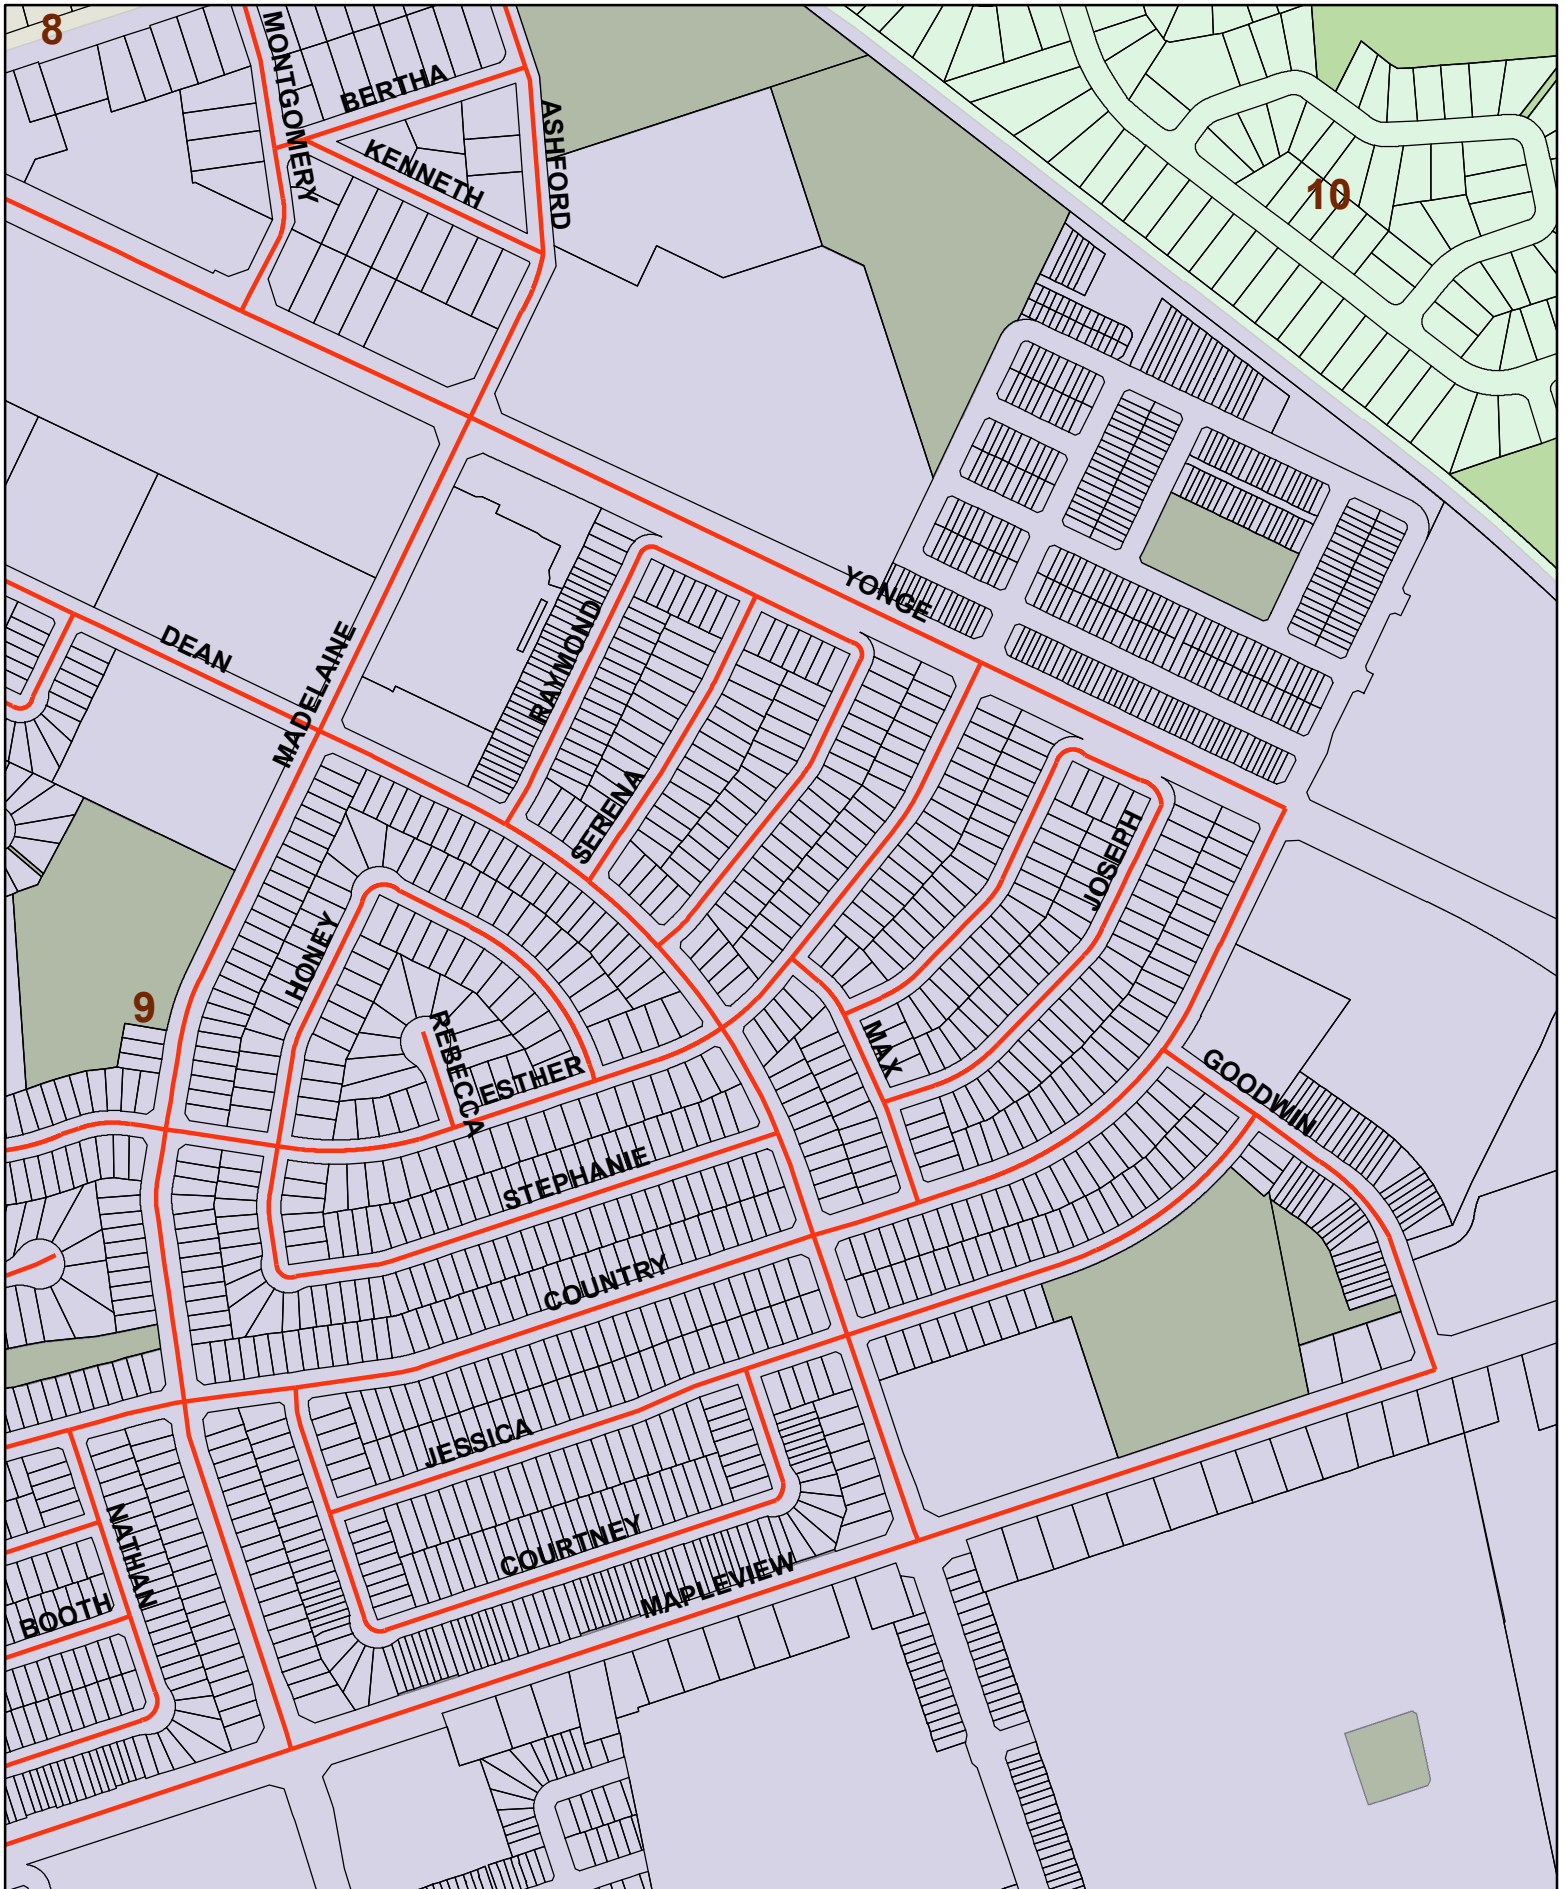 8
MONTGOMERY
BERTHA
ASHFORD
KENNETH
10
YONGE
RAYMOND
DEAN
MADELAINE
SERENA
JOSEPH
HONEY
9
REBECCA
MAX
ESTHER
GOODWIN
STEPHANIE
COUNTRY
JESSICA
NATHAN
COURTNEY
MAPLEVIEW
BOOTH